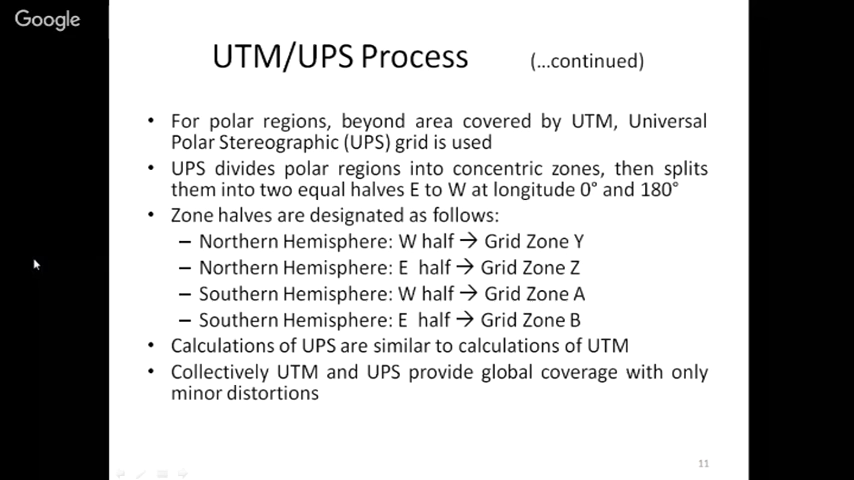 Google
UTM/UPS Process (...continued)
• For polar regions, beyond area covered by UTM, Universal
Polar Stereographic (UPS) grid is used
• UPS divides polar regions into concentric zones, then splits
them into two equal halves E to W at longitude 0° and 180°
• Zone halves are designated as follows:
– Northern Hemisphere: W half → Grid Zone Y
– Northern Hemisphere: E half → Grid Zone Z
– Southern Hemisphere: W half → Grid Zone A
– Southern Hemisphere: E half → Grid Zone B
• Calculations of UPS are similar to calculations of UTM
• Collectively UTM and UPS provide global coverage with only
minor distortions
11